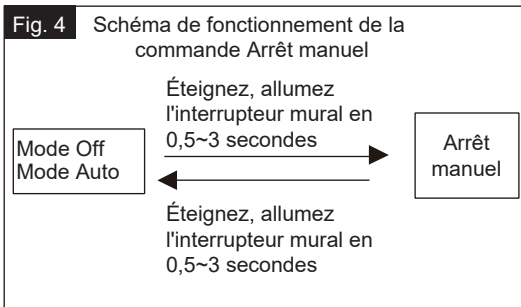 Fig. 4 Schéma de fonctionnement de la
commande Arrêt manuel
Éteignez, allumez
l'interrupteur mural en
0,5~3 secondes
Mode Off
Mode Auto
Arrêt
manuel
Éteignez, allumez
l'interrupteur mural en
0,5~3 secondes